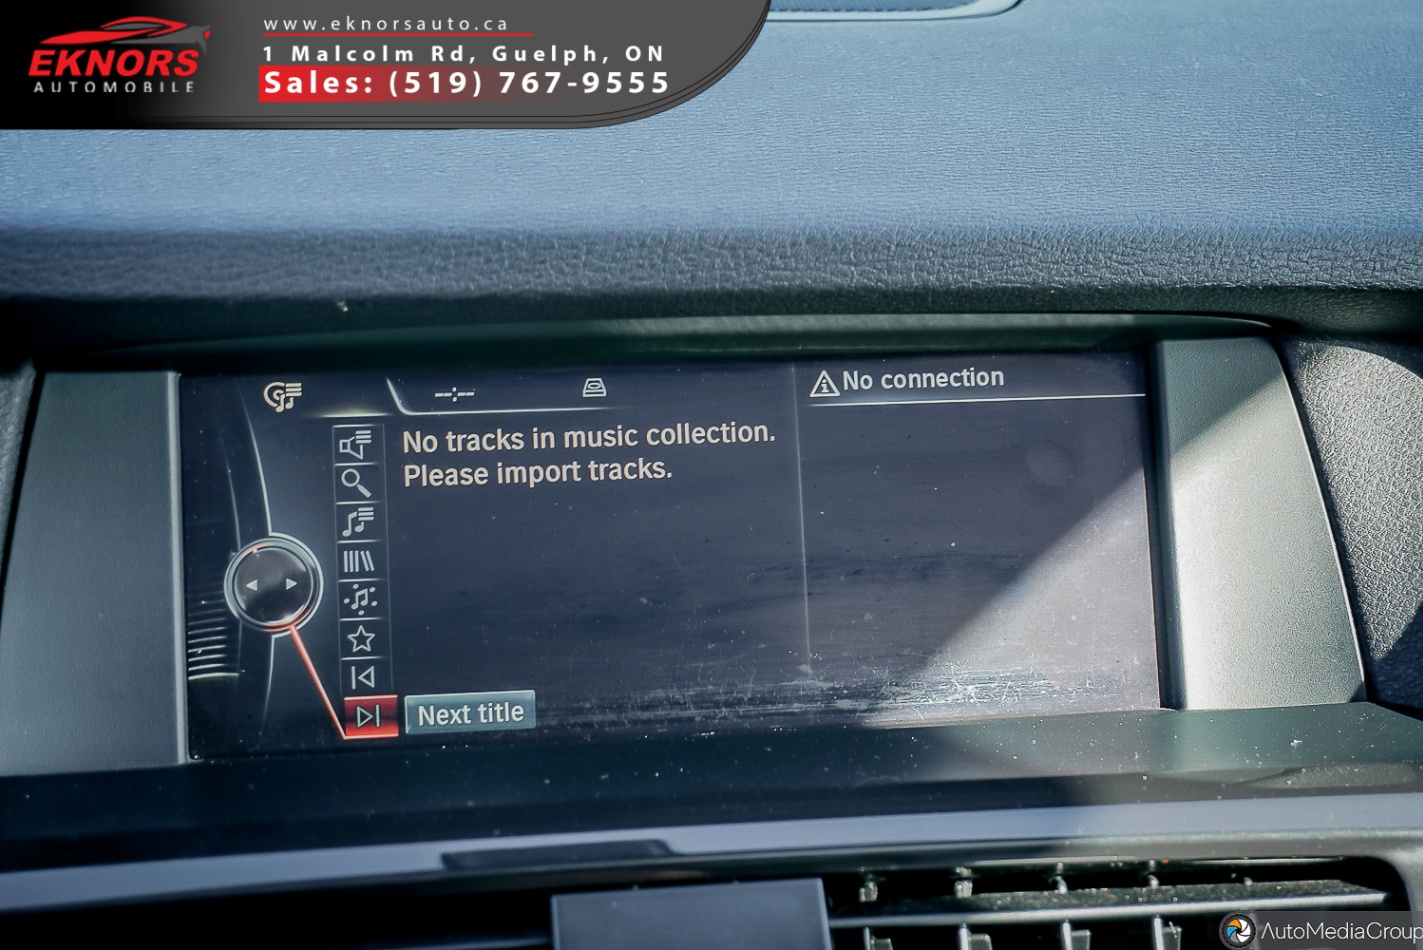 EKNORS
AUTOMOBILE
www.eknorsauto.ca
1 Malcolm Rd, Guelph, ON
Sales: (519) 767-9555
--:--
No connection
No tracks in music collection.
Please import tracks.
Next title
AutoMediaGroup